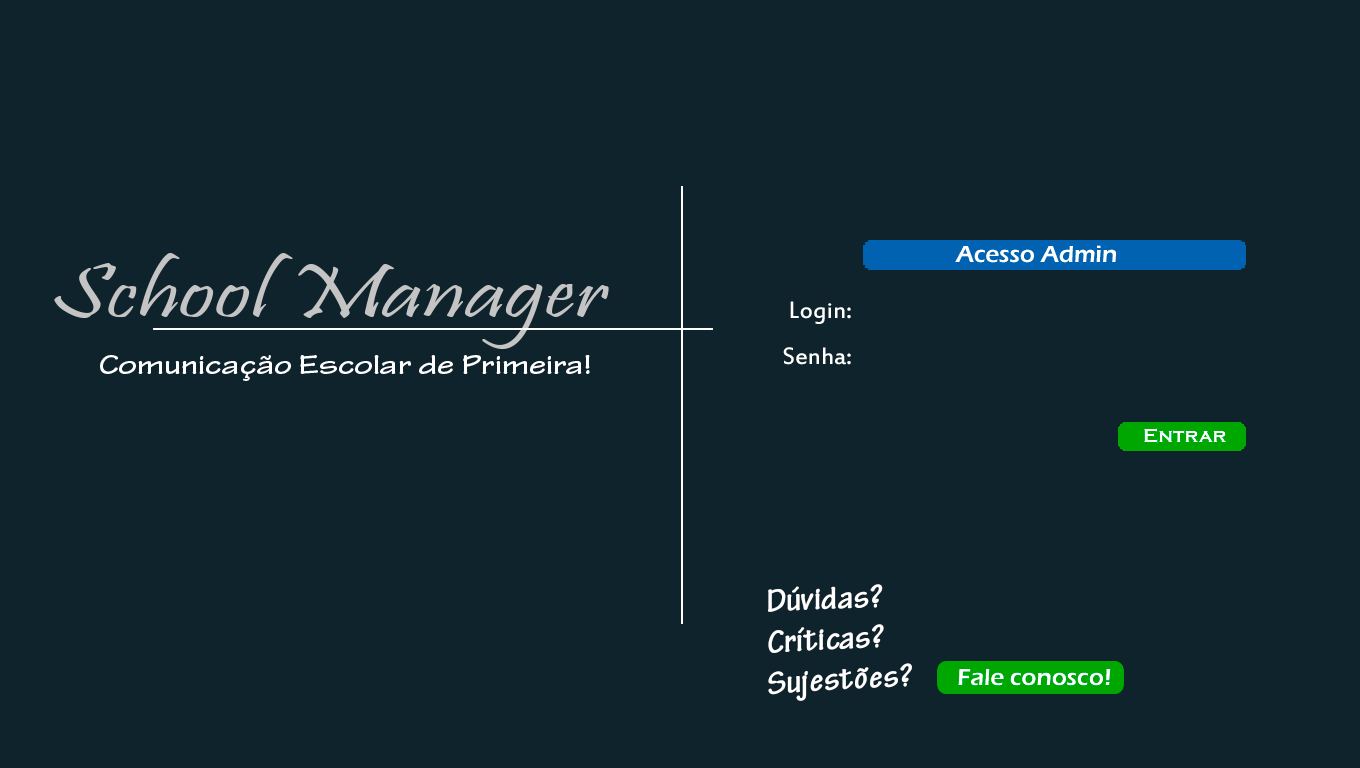 School Manager
Comunicação Escolar de Primeira!
Acesso Admin
Login:
Senha:
ENTRAR
Dúvidas?
Críticas?
Sujestões?
Fale conosco!